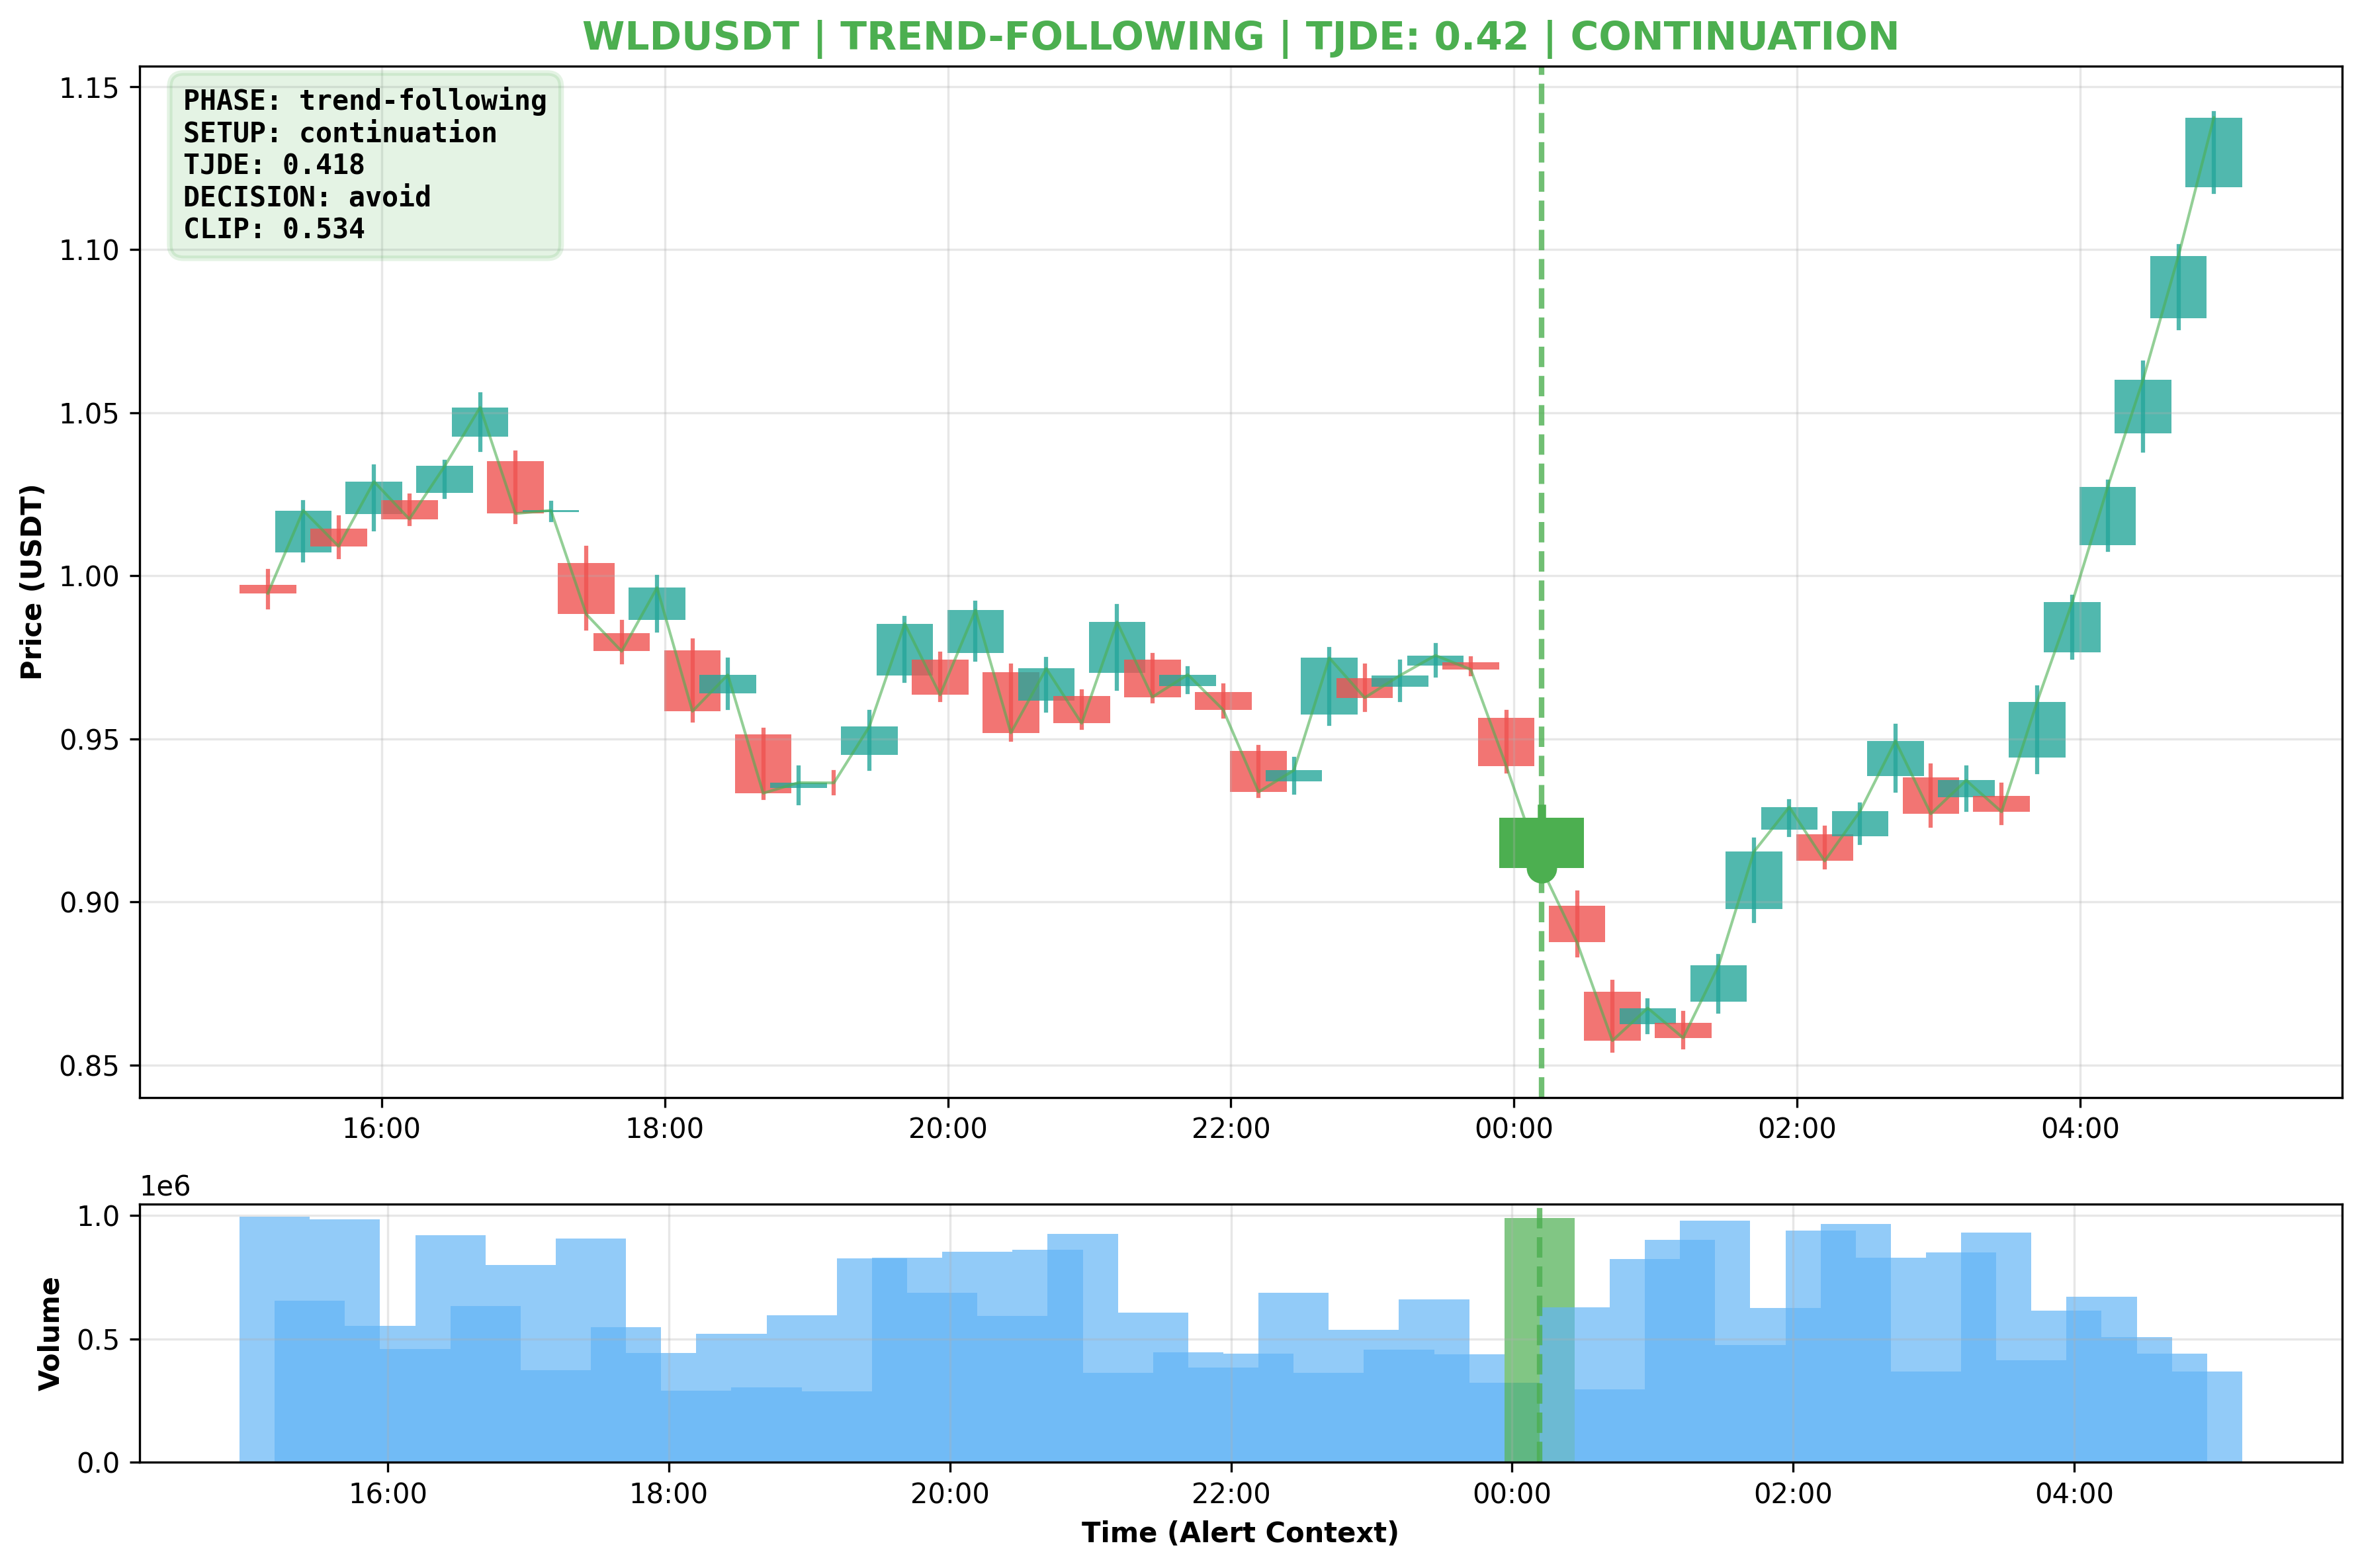 WLDUSDT | TREND-FOLLOWING | TJDE: 0.42 | CONTINUATION
PHASE: trend-following
SETUP: continuation
TJDE: 0.418
DECISION: avoid
CLIP: 0.534
Price (USDT)
1.15
1.10
1.05
1.00
0.95
0.90
0.85
16:00 18:00 20:00 22:00 00:00 02:00 04:00
1e6
Volume
1.0
0.5
0.0
16:00 18:00 20:00 22:00 00:00 02:00 04:00
Time (Alert Context)